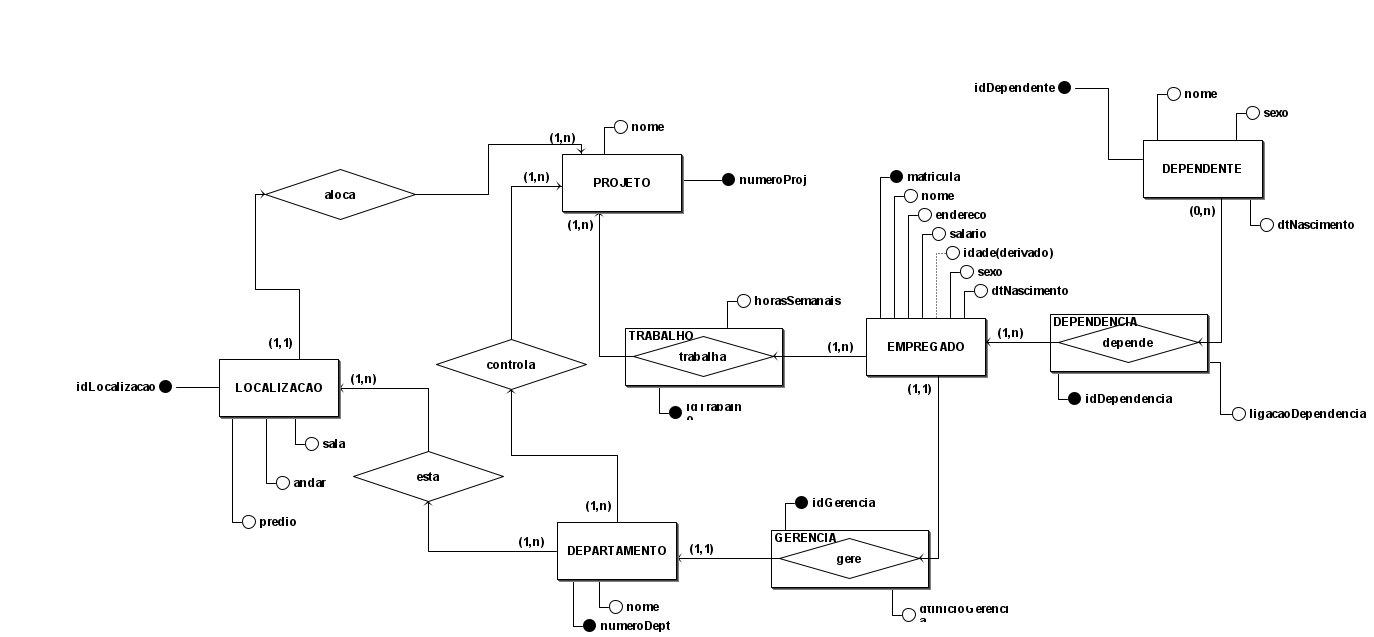 idDependente
nome
sexo
DEPENDENTE
(0,n)
dtNascimento
nome
(1,n)
PROJETO
numeroProj
(1,n)
(1,n)
aloca
matricula
nome
endereco
salario
idade(derivado)
sexo
dtNascimento
horasSemanais
TRABALHO
trabalha
(1,n)
EMPREGADO
(1,n)
DEPENDENCIA
depende
(1,1)
idDependencia
ligacaoDependencia
(1,1)
controla
idLocalizacao
LOCALIZACAO
(1,n)
sala
andar
predio
esta
(1,n)
(1,n)
DEPARTAMENTO
(1,1)
idGerencia
GERENCIA
gere
nome
numeroDept